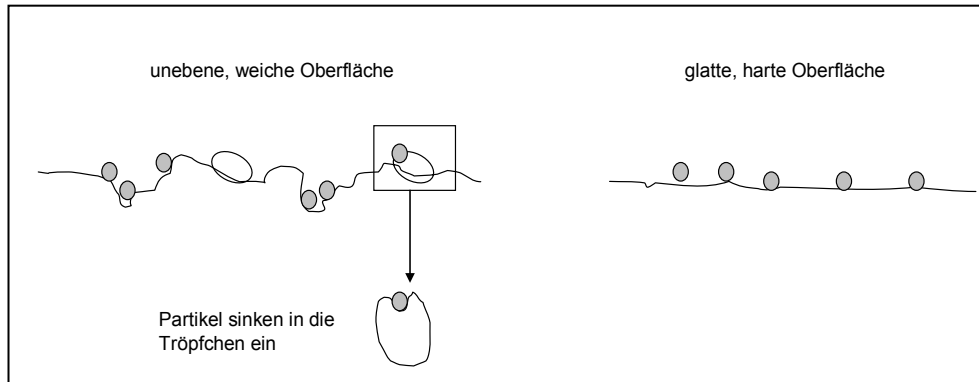 unebene, weiche Oberfläche
glatte, harte Oberfläche
Partikel sinken in die
Tröpfchen ein